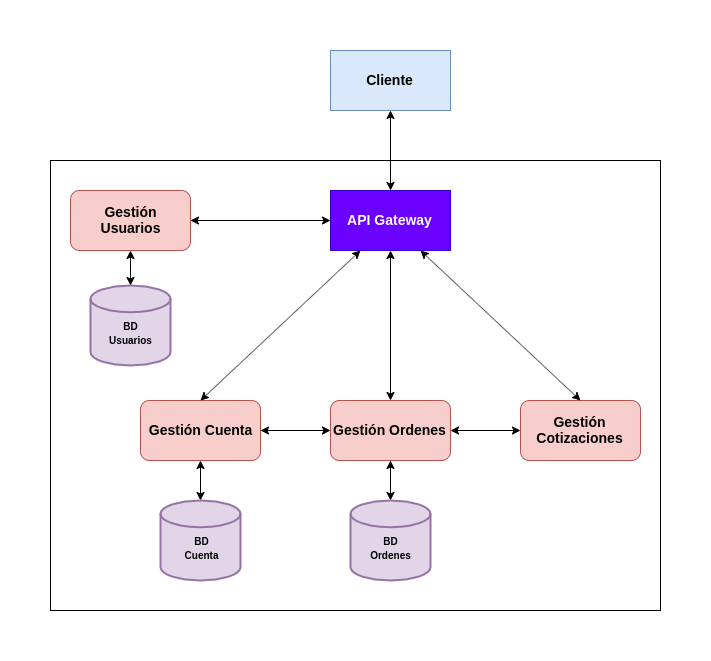 Cliente
Gestión
Usuarios
API Gateway
BD
Usuarios
Gestión Cuenta
Gestión Ordenes
Gestión
Cotizaciones
BD
Cuenta
BD
Ordenes